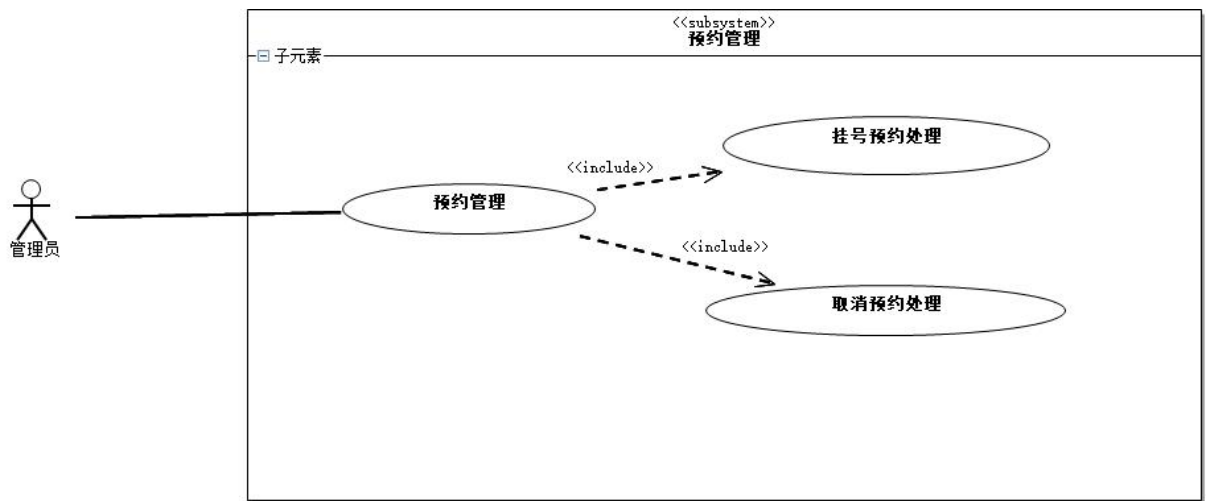 <<subsystem>>
预约管理
子元素
挂号预约处理
<<include>>
预约管理
管理员
<<include>>
取消预约处理